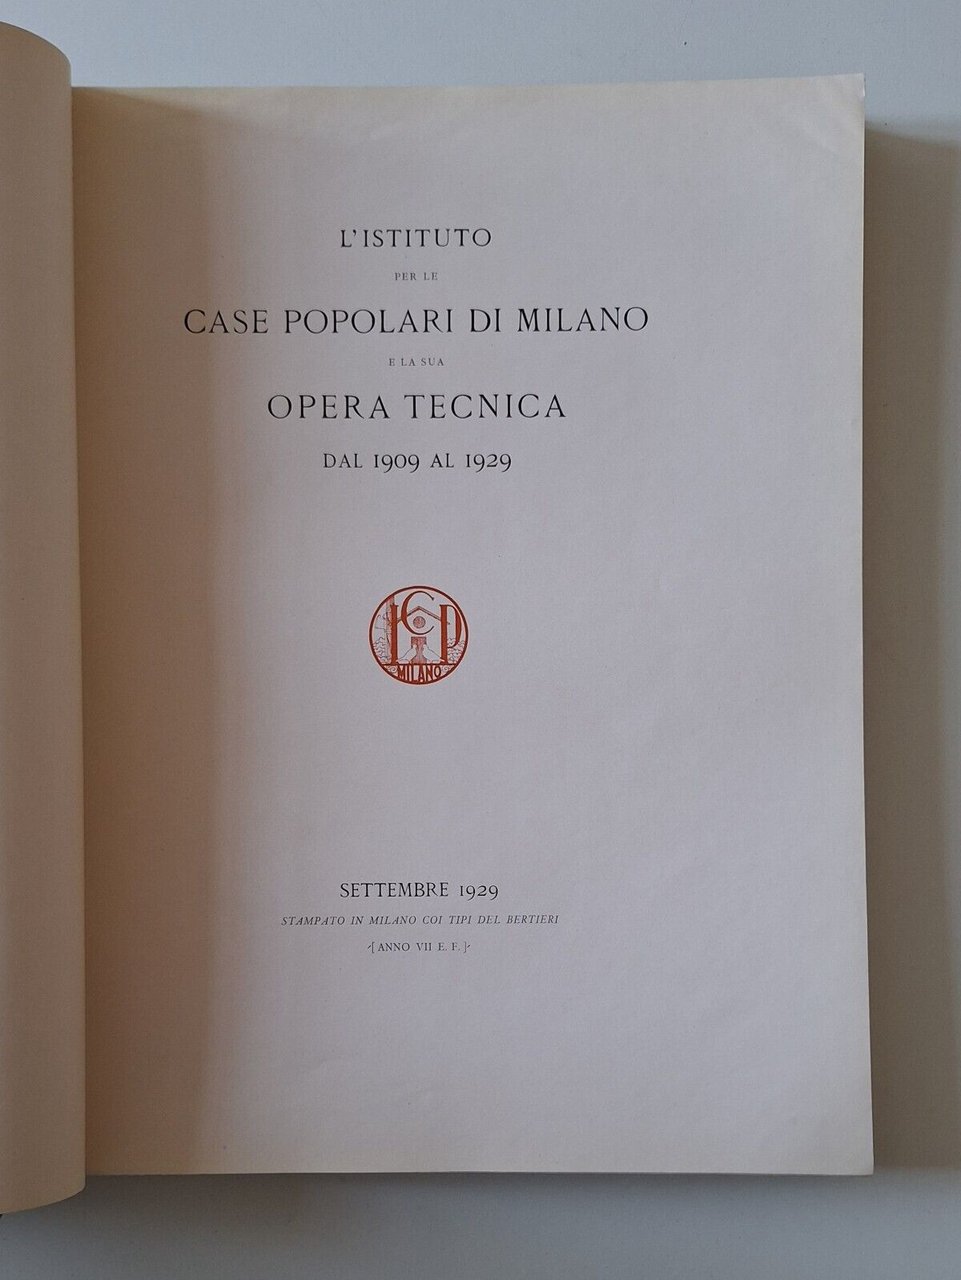 L'ISTITUTO
PER LE
CASE POPOLARI DI MILANO
E LA SUA
OPERA TECNICA
DAL 1909 AL 1929
ICP
MILANO
SETTEMBRE 1929
STAMPATO IN MILANO COI TIPI DEL BERTIERI
[ANNO VII E. F.]